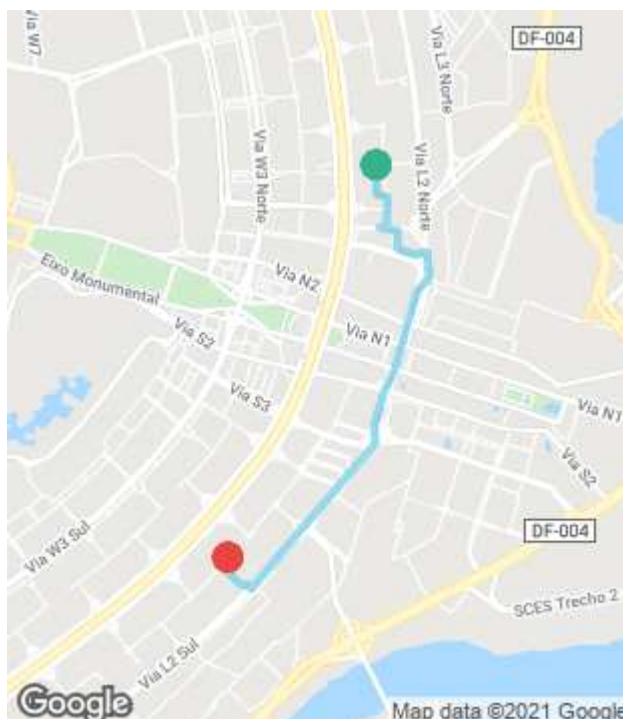 Via W7
DF-004
Via L3 Norte
Via W3 Norte
Via L2 Norte
Eixo Monumental
Via N2
Via S2
Via N1
Via S3
Via N1
Via S2
Via W3 Sul
DF-004
SCES Trecho 2
Via L2 Sul
Google
Map data ©2021 Google